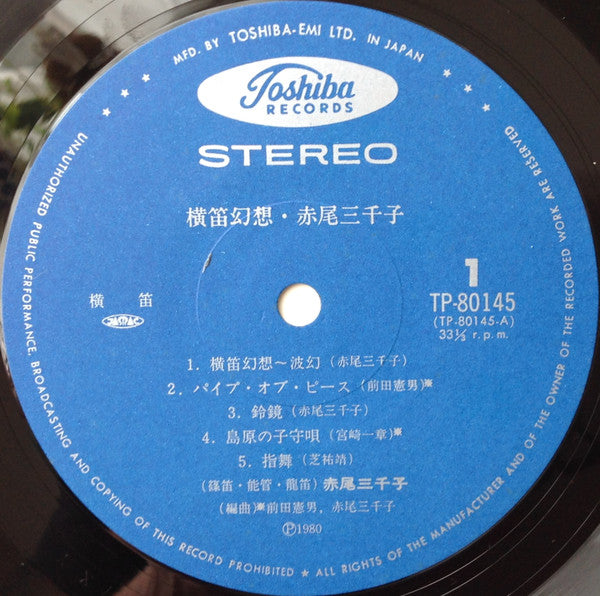 MFD. BY TOSHIBA-EMI LTD. IN JAPAN
Toshiba
RECORDS
STEREO
横笛幻想・赤尾三千子
1
横笛
JASRAC
TP-80145
(TP-80145-A)
33⅓ r.p.m.
1. 横笛幻想〜波幻(赤尾三千子)
2. パイプ・オブ・ピース(前田憲男)※
3. 鈴鏡(赤尾三千子)
4. 島原の子守唄(宮崎一章)※
5. 指舞(芝祐靖)
(篠笛・能管・龍笛)赤尾三千子
(編曲)※前田憲男, 赤尾三千子
Ⓟ1980
UNAUTHORIZED PUBLIC PERFORMANCE, BROADCASTING AND COPYING OF THIS RECORD PROHIBITED ★ ALL RIGHTS OF THE MANUFACTURER AND OF THE OWNER OF THE RECORDED WORK ARE RESERVED